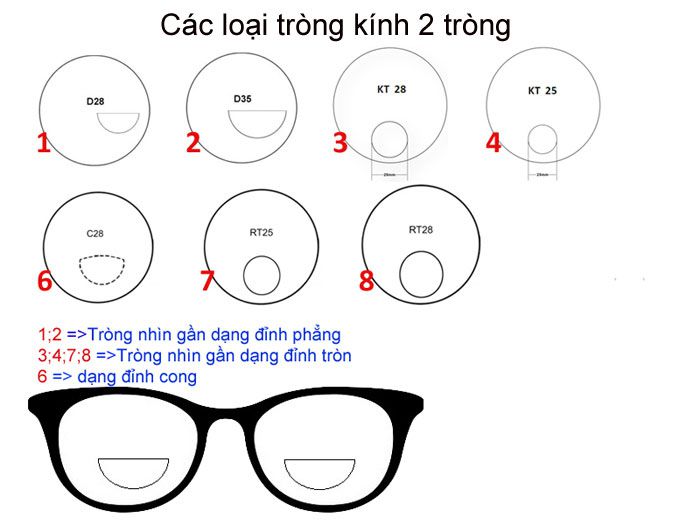 Các loại tròng kính 2 tròng
D28
1
D35
2
KT 28
3
KT 25
4
C28
6
RT25
7
RT28
8
1;2 =>Tròng nhìn gần dạng đỉnh phẳng
3;4;7;8 =>Tròng nhìn gần dạng đỉnh tròn
6 => dạng đỉnh cong